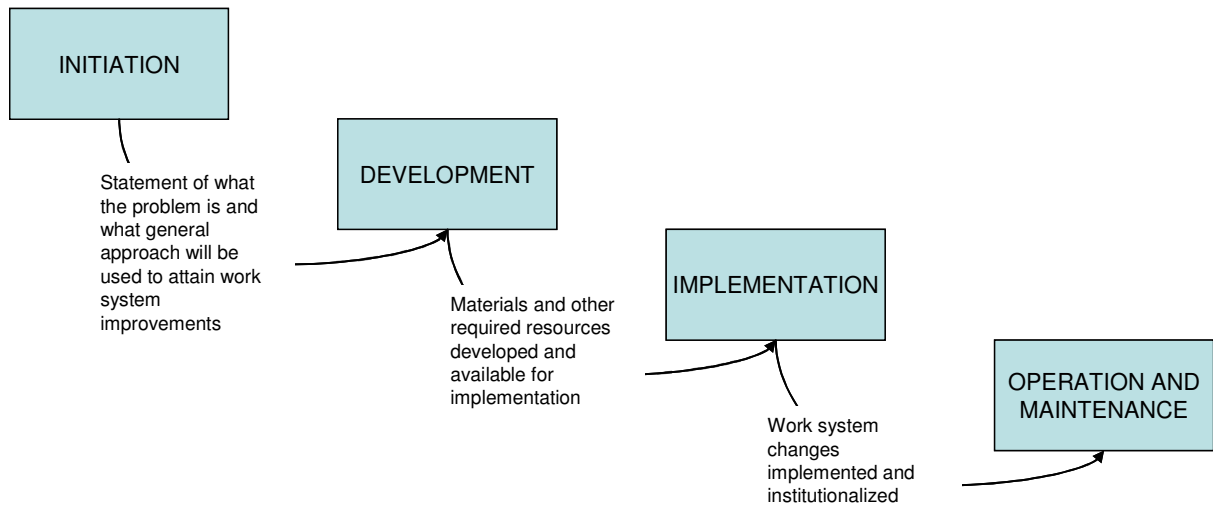 INITIATION
Statement of what
the problem is and
what general
approach will be
used to attain work
system
improvements
DEVELOPMENT
Materials and other
required resources
developed and
available for
implementation
IMPLEMENTATION
Work system
changes
implemented and
institutionalized
OPERATION AND
MAINTENANCE